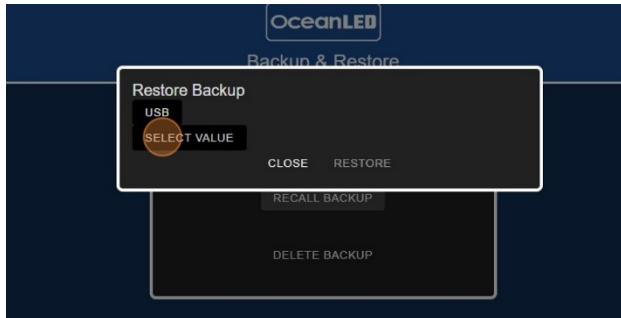 OceanLED
Backup & Restore
Restore Backup
USB
SELECT VALUE
CLOSE RESTORE
RECALL BACKUP
DELETE BACKUP